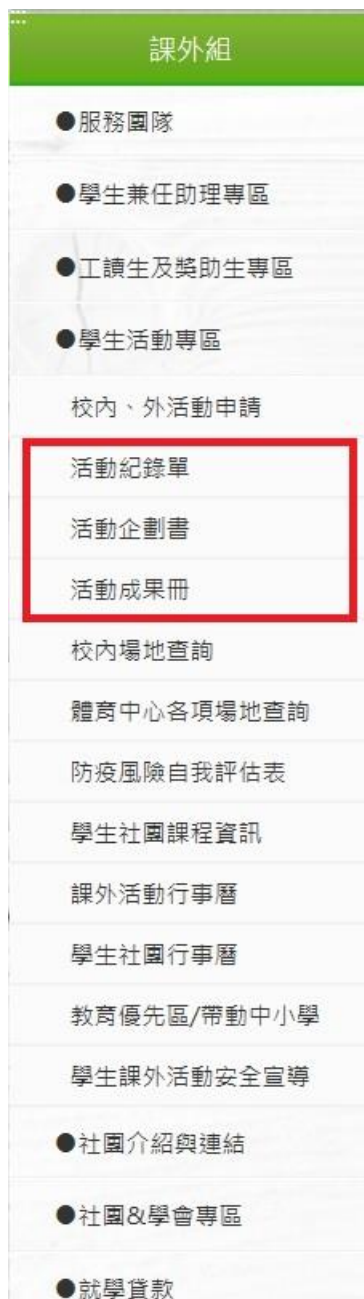 課外組
●服務團隊
●學生兼任助理專區
●工讀生及獎助生專區
●學生活動專區
校內、外活動申請
活動紀錄單
活動企劃書
活動成果冊
校內場地查詢
體育中心各項場地查詢
防疫風險自我評估表
學生社團課程資訊
課外活動行事曆
學生社團行事曆
教育優先區/帶動中小學
學生課外活動安全宣導
●社團介紹與連結
●社團&學會專區
●就學貸款